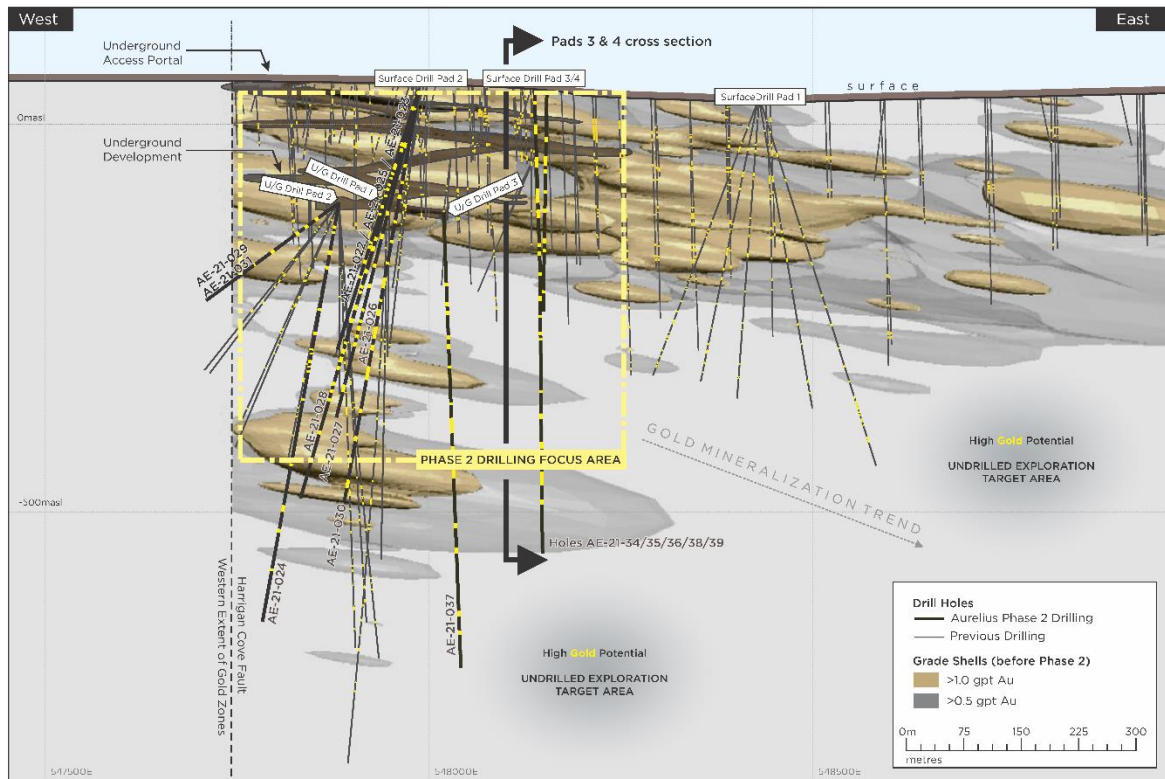 West
East
Underground
Access Portal
Pads 3 & 4 cross section
Surface Drill Pad 2
Surface Drill Pad 3/4
SurfaceDrill Pad 1
surface
0masl
Underground
Development
U/G Drill Pad 1
U/G Drill Pad 2
U/G Drill Pad 3
AE-21-022 / AE-21-025 / AE-21-023
AE-21-029
AE-21-031
AE-21-026
AE-21-028
AE-21-027
AE-21-030
AE-21-024
AE-21-037
PHASE 2 DRILLING FOCUS AREA
GOLD MINERALIZATION TREND
High Gold Potential
UNDRILLED EXPLORATION
TARGET AREA
-500masl
Holes AE-21-34/35/36/38/39
Harrigan Cove Fault
Western Extent of Gold Zones
High Gold Potential
UNDRILLED EXPLORATION
TARGET AREA
Drill Holes
Aurelius Phase 2 Drilling
Previous Drilling
Grade Shells (before Phase 2)
>1.0 gpt Au
>0.5 gpt Au
0m 75 150 225 300
metres
547500E
548000E
548500E